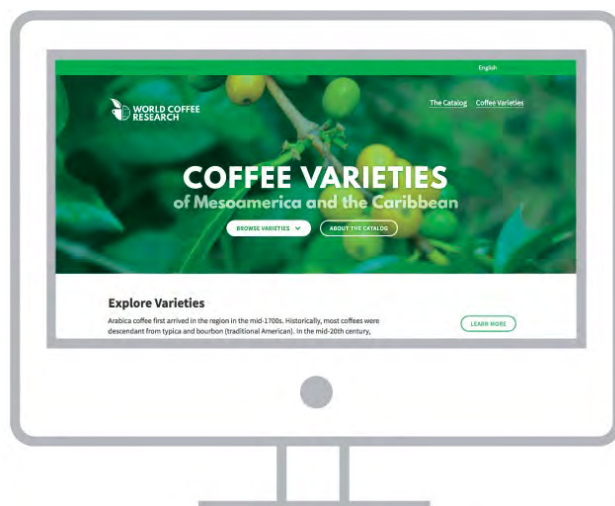 English
WORLD COFFEE
RESEARCH
The Catalog Coffee Varieties
COFFEE VARIETIES
of Mesoamerica and the Caribbean
BROWSE VARIETIES ABOUT THE CATALOG
Explore Varieties
Arabica coffee first arrived in the region in the mid-1700s. Historically, most coffees were
descendant from typica and bourbon (traditional American). In the mid-20th century,
LEARN MORE